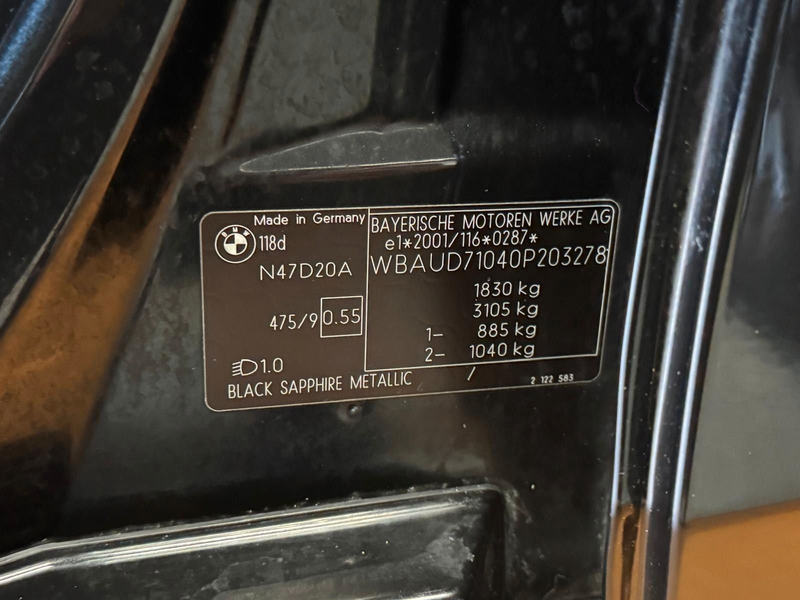 Made in Germany
BMW
118d
N47D20A
475/9 0.55
1.0
BLACK SAPPHIRE METALLIC /
BAYERISCHE MOTOREN WERKE AG
e1*2001/116*0287*
WBAUD71040P203278
1830 kg
3105 kg
1– 885 kg
2– 1040 kg
2 122 583